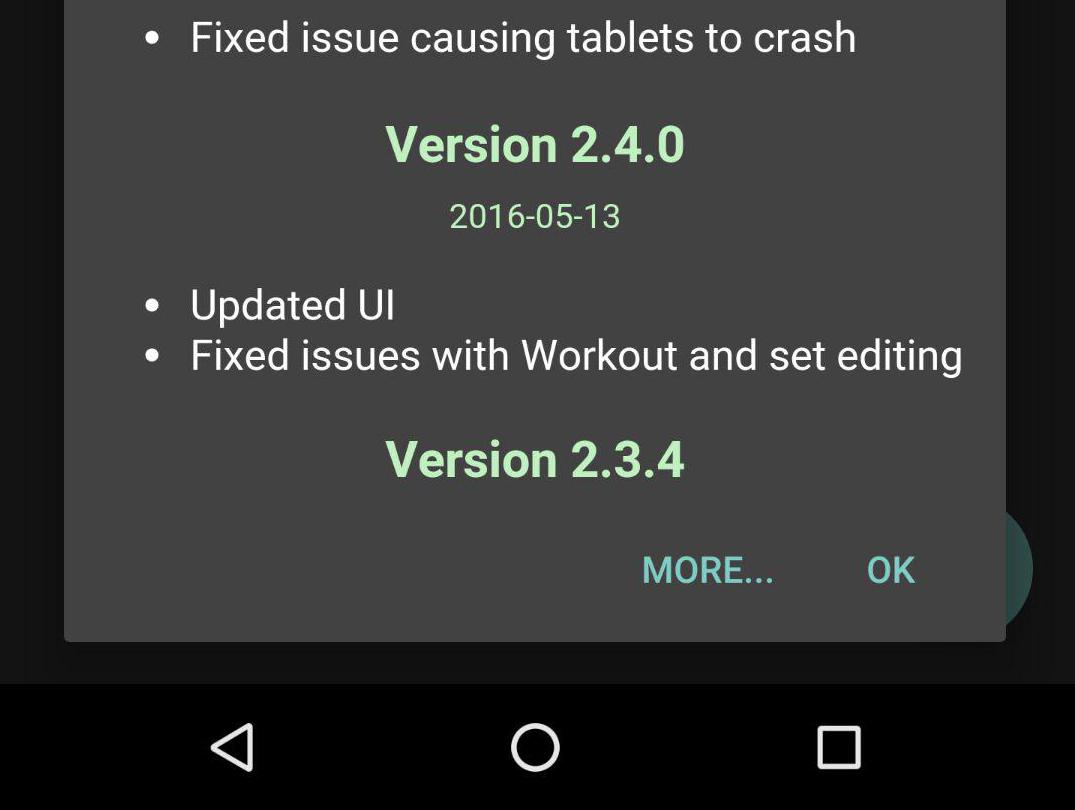 • Fixed issue causing tablets to crash
Version 2.4.0
2016-05-13
• Updated UI
• Fixed issues with Workout and set editing
Version 2.3.4
MORE... OK